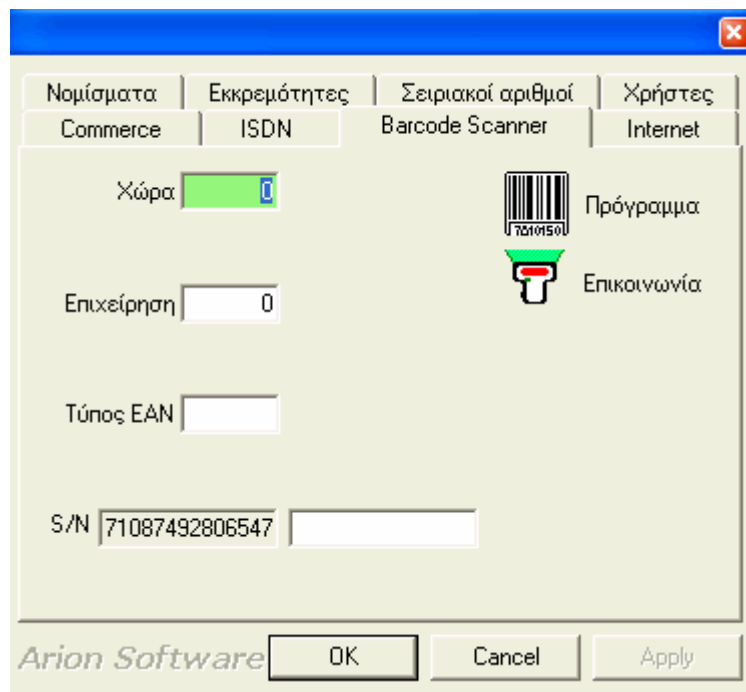 Νομίσματα Εκκρεμότητες Σειριακοί αριθμοί Χρήστες
Commerce ISDN Barcode Scanner Internet
Χώρα 0
Πρόγραμμα
Επικοινωνία
Επιχείρηση 0
Τύπος EAN
S/N 71087492806547
Arion Software OK Cancel Apply